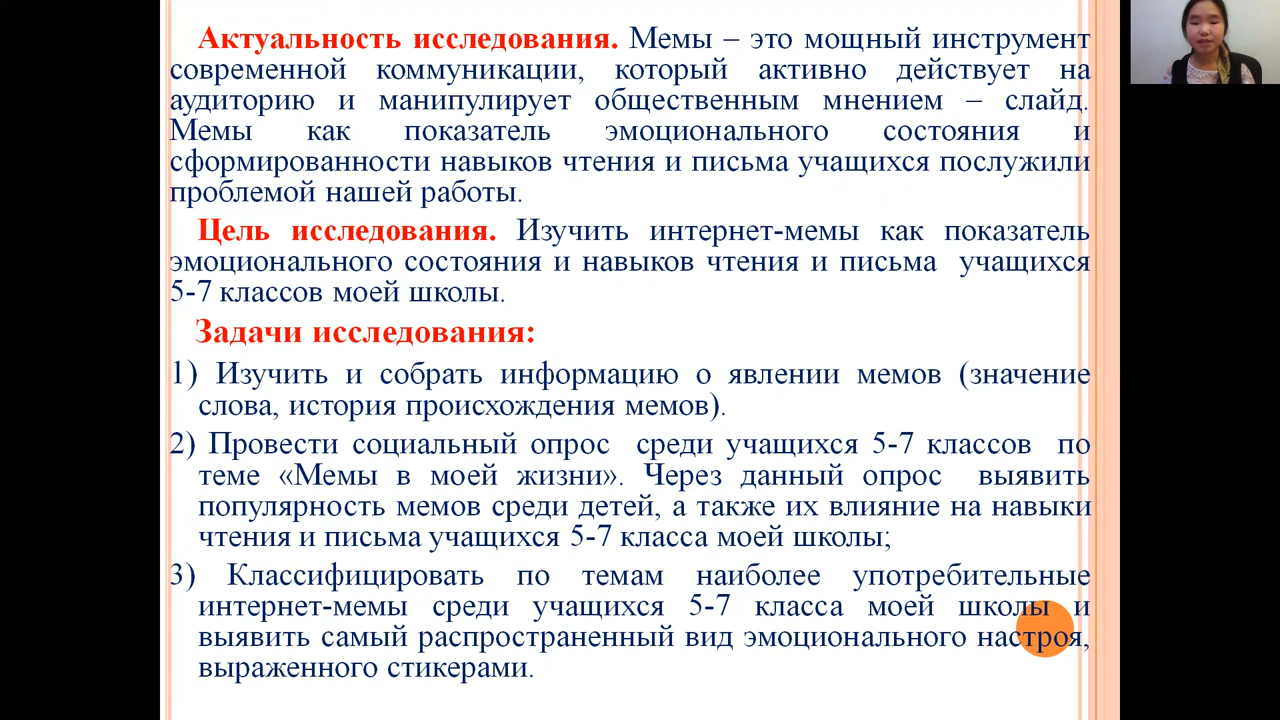 Актуальность исследования. Мемы – это мощный инструмент
современной коммуникации, который активно действует на
аудиторию и манипулирует общественным мнением – слайд.
Мемы как показатель эмоционального состояния и
сформированности навыков чтения и письма учащихся послужили
проблемой нашей работы.
Цель исследования. Изучить интернет-мемы как показатель
эмоционального состояния и навыков чтения и письма учащихся
5-7 классов моей школы.
Задачи исследования:
1) Изучить и собрать информацию о явлении мемов (значение
слова, история происхождения мемов).
2) Провести социальный опрос среди учащихся 5-7 классов по
теме «Мемы в моей жизни». Через данный опрос выявить
популярность мемов среди детей, а также их влияние на навыки
чтения и письма учащихся 5-7 класса моей школы;
3) Классифицировать по темам наиболее употребительные
интернет-мемы среди учащихся 5-7 класса моей школы и
выявить самый распространенный вид эмоционального настроя,
выраженного стикерами.